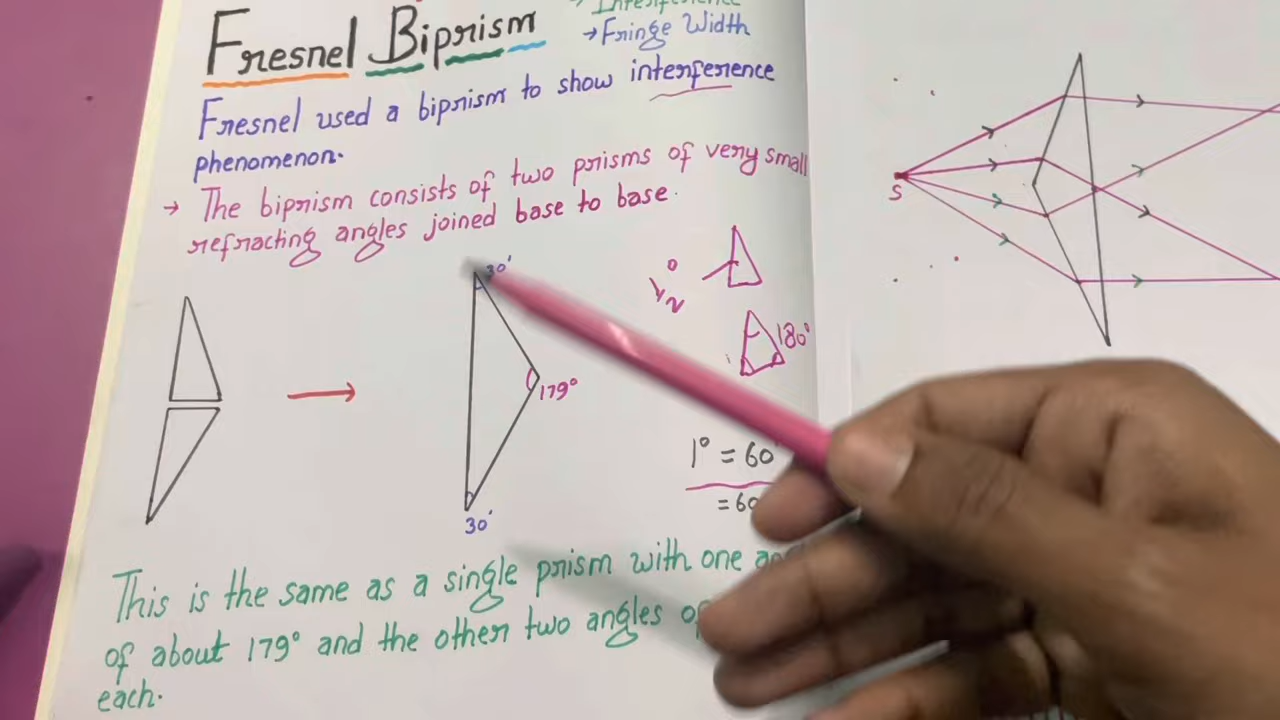 Fresnel Biprism
→ Interference
→ Fringe Width
Fresnel used a biprism to show interference
phenomenon.
→ The biprism consists of two prisms of very small
refracting angles joined base to base.
30'
179°
30'
180°
1° = 60'
= 60
This is the same as a single prism with one
of about 179° and the other two angles of
each.
S